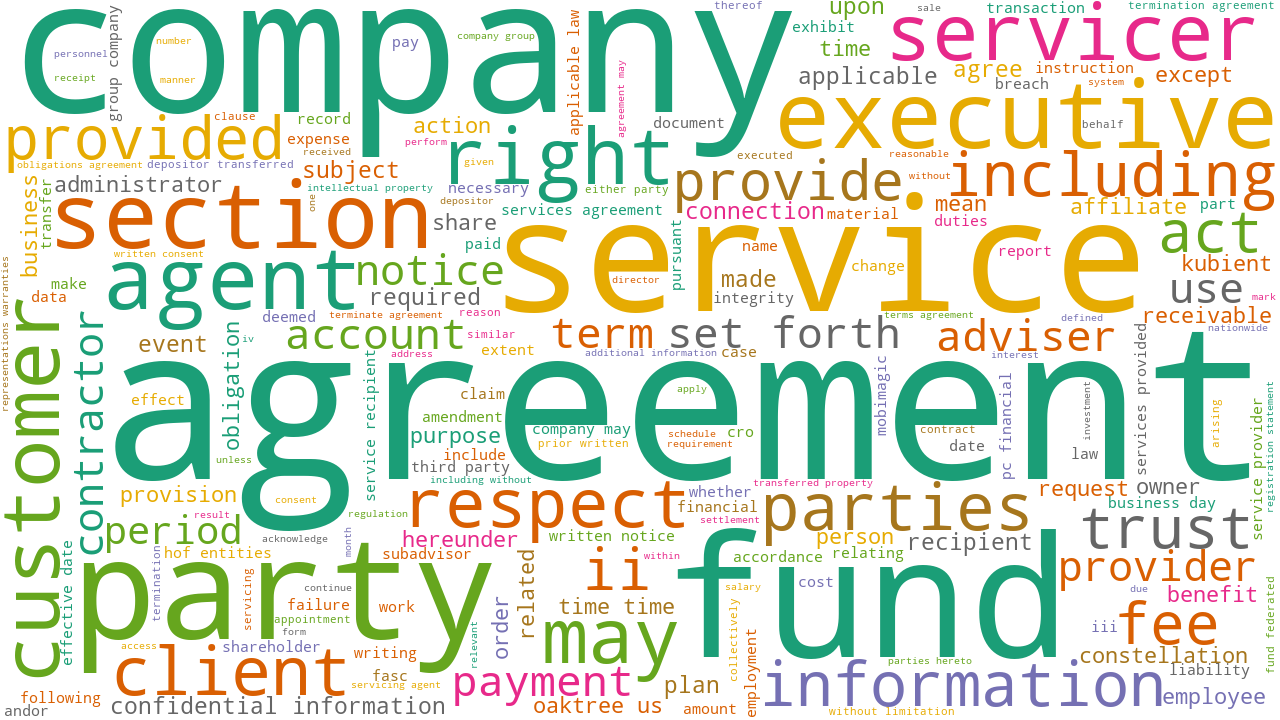 company
thereof
upon
sale
transaction
termination agreement
personnel
number
pay
company group
exhibit
servicer
receipt
manner
group company
time
applicable law
agreement may
applicable
agree
instruction
except
breach
system
executive
behalf
provided
clause
record
expense
action
perform
right
document
received
obligations agreement
depositor transferred
subject
given
executed
reasonable
without
including
business
transfer
administrator
intellectual property
one
necessary
depositor
either party
provide
section
share
services agreement
connection
material
mean
duties
affiliate
part
act
service
paid
pursuant
name
report
written consent
agent
notice
made
change
kubient
representations warranties
make
data
required
director
integrity
use
mark
customer
deemed
terminate agreement
reason
terms agreement
defined
receivable
nationwide
contractor
event
obligation
iv
account
similar
term
set forth
adviser
address
extent
additional information
case
interest
agreement
service recipient
effect
claim
apply
mobimagic
pc financial
investment
services provided
arising
service provider
registration statement
amendment
purpose
company may
prior written
cro
schedule
requirement
contract
date
law
include
third party
unless
including without
transferred property
provision
consent
respect
whether
financial
settlement
parties
request
owner
business day
period
result
regulation
acknowledge
month
hereunder
written notice
person
recipient
trust
effective date
termination
hof entities
subadvisor
related
within
accordance
relating
party
servicing
continue
ii
fund
salary
cost
due
provider
benefit
failure
work
appointment
form
order
time time
may
collectively
iii
fee
access
shareholder
writing
relevant
parties hereto
constellation
liability
fund federated
client
fasc
servicing agent
payment
plan
employment
information
employee
following
andor
confidential information
oaktree us
amount
without limitation